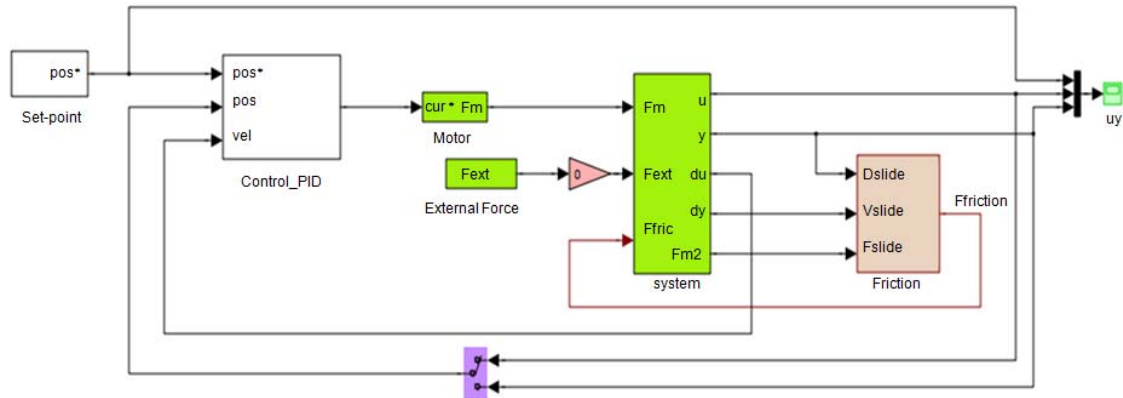 pos*
Set-point
pos*
pos
vel
Control_PID
cur * Fm
Motor
Fext
External Force
0
Fm
Fext
Ffric
u
y
du
dy
Fm2
system
Dslide
Vslide
Fslide
Friction
Ffriction
uy